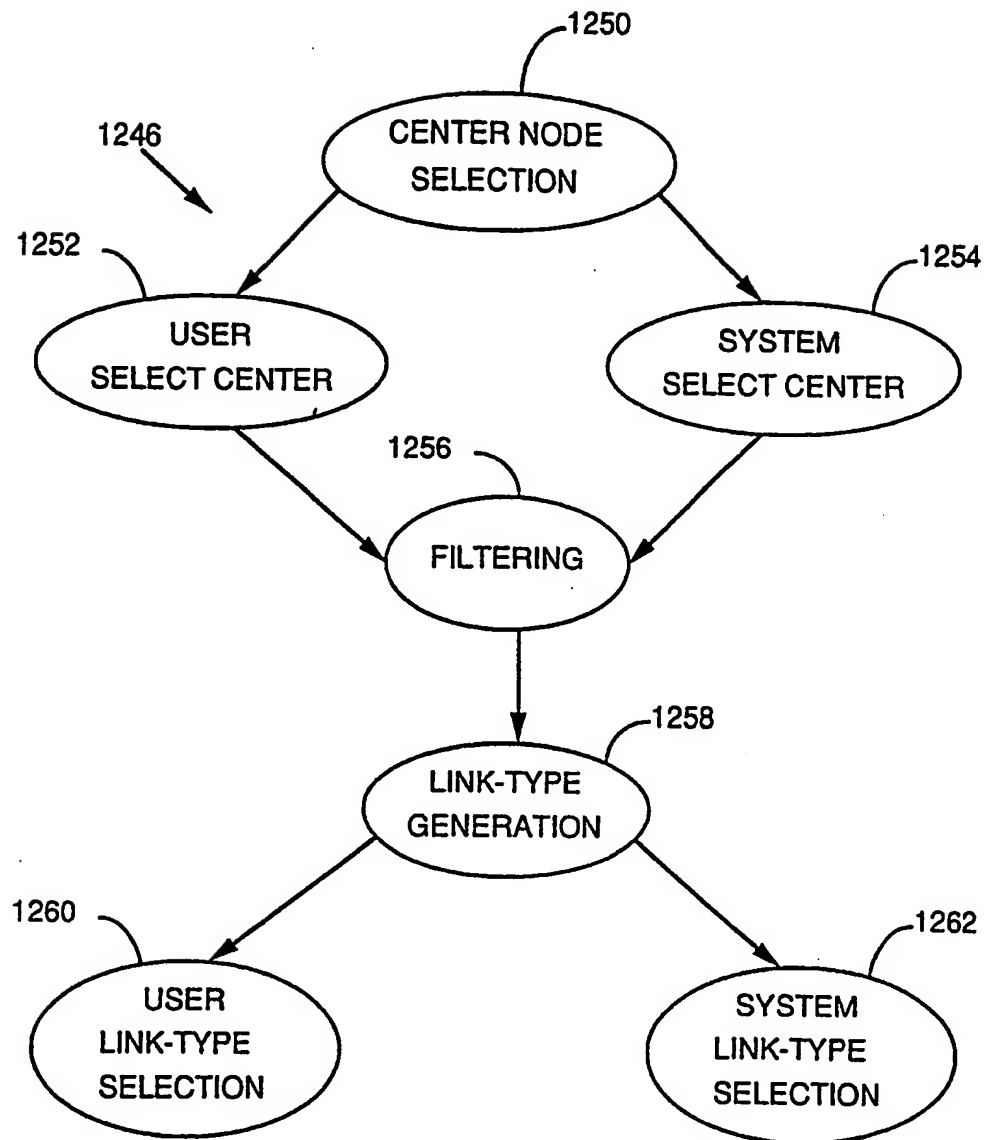 1250
CENTER NODE
SELECTION
1246
1252
1254
USER
SELECT CENTER
SYSTEM
SELECT CENTER
1256
FILTERING
1258
LINK-TYPE
GENERATION
1260
1262
USER
LINK-TYPE
SELECTION
SYSTEM
LINK-TYPE
SELECTION